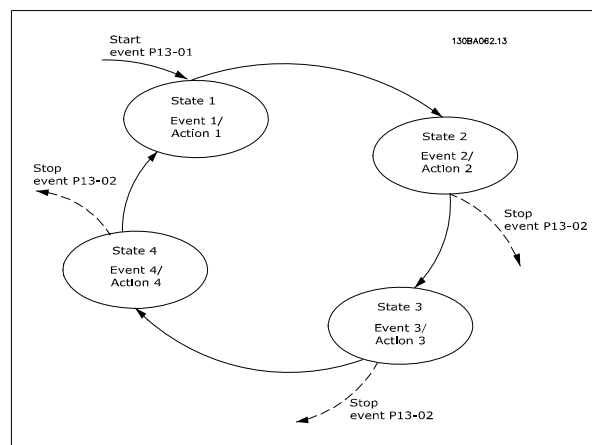 Start
event P13-01
130BA062.13
State 1
Event 1/
Action 1
State 2
Event 2/
Action 2
Stop
event P13-02
Stop
event P13-02
State 4
Event 4/
Action 4
State 3
Event 3/
Action 3
Stop
event P13-02